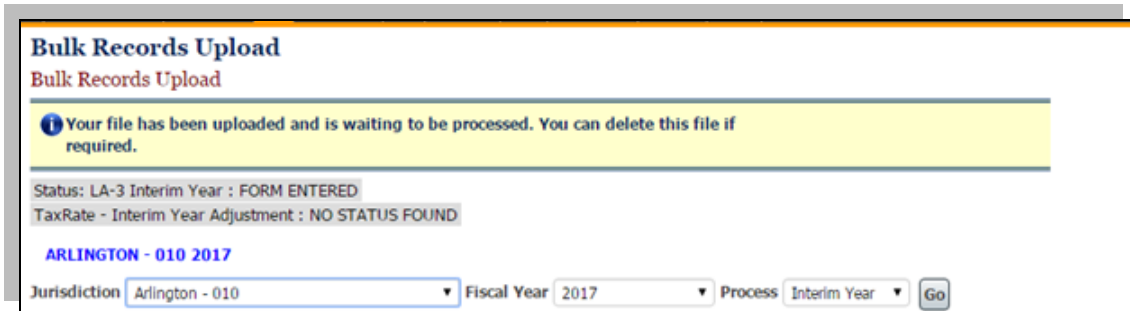 Bulk Records Upload
Bulk Records Upload
Your file has been uploaded and is waiting to be processed. You can delete this file if
required.
Status: LA-3 Interim Year : FORM ENTERED
TaxRate - Interim Year Adjustment : NO STATUS FOUND
ARLINGTON - 010 2017
Jurisdiction Arlington - 010 Fiscal Year 2017 Process Interim Year Go